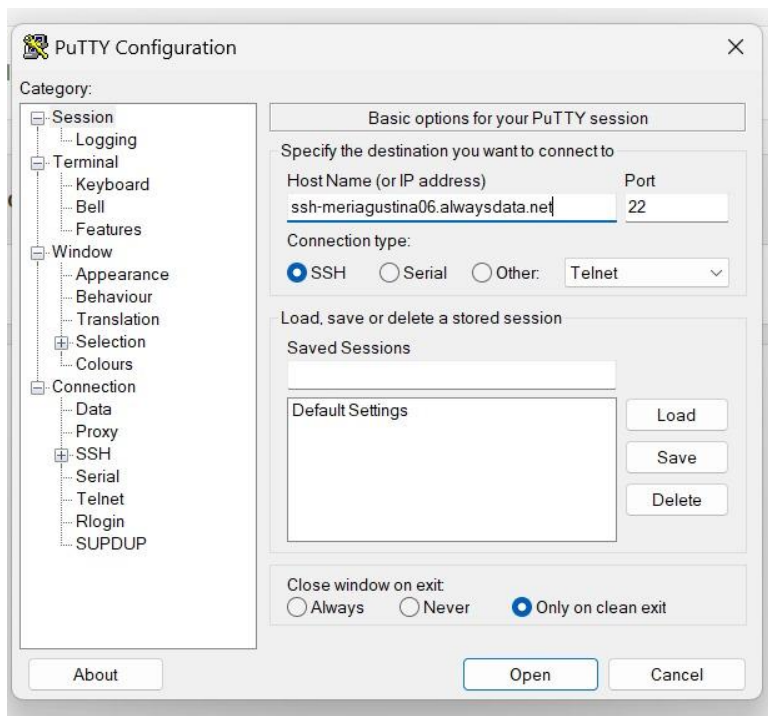 PuTTY Configuration
Category:
Session
Logging
Terminal
Keyboard
Bell
Features
Window
Appearance
Behaviour
Translation
Selection
Colours
Connection
Data
Proxy
SSH
Serial
Telnet
Rlogin
SUPDUP
Basic options for your PuTTY session
Specify the destination you want to connect to
Host Name (or IP address) Port
ssh-meriagustina06.alwaysdata.net 22
Connection type:
SSH Serial Other: Telnet
Load, save or delete a stored session
Saved Sessions
Default Settings
Load
Save
Delete
Close window on exit:
Always Never Only on clean exit
About Open Cancel